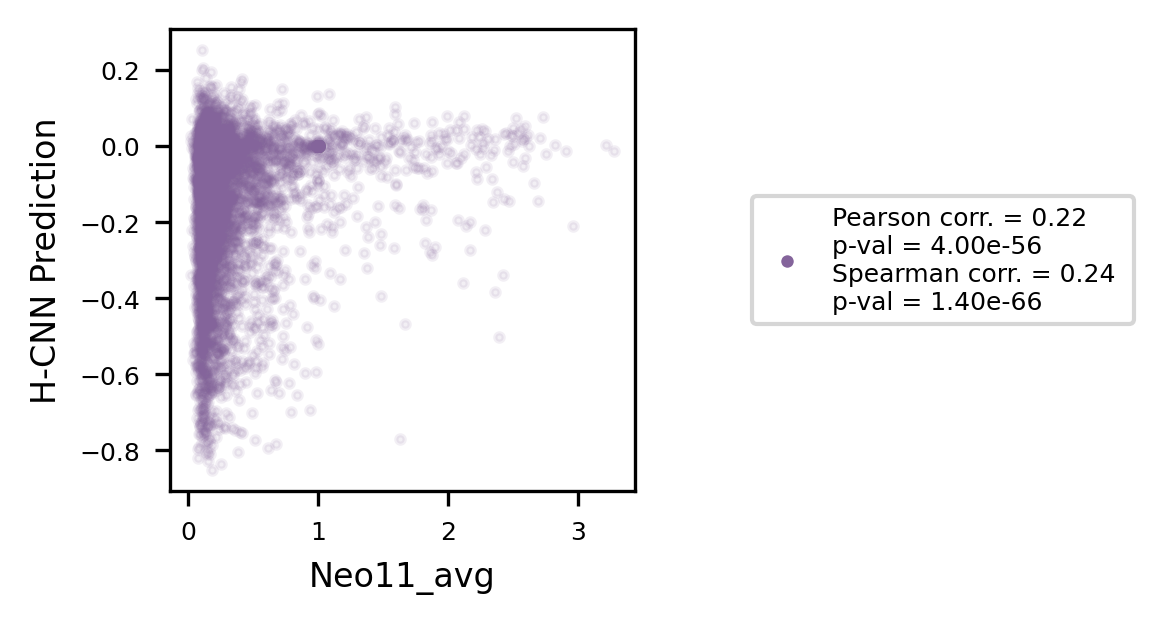 0.2
0.0
−0.2
−0.4
−0.6
−0.8
H-CNN Prediction
0
1
2
3
Neo11_avg
Pearson corr. = 0.22
p-val = 4.00e-56
Spearman corr. = 0.24
p-val = 1.40e-66